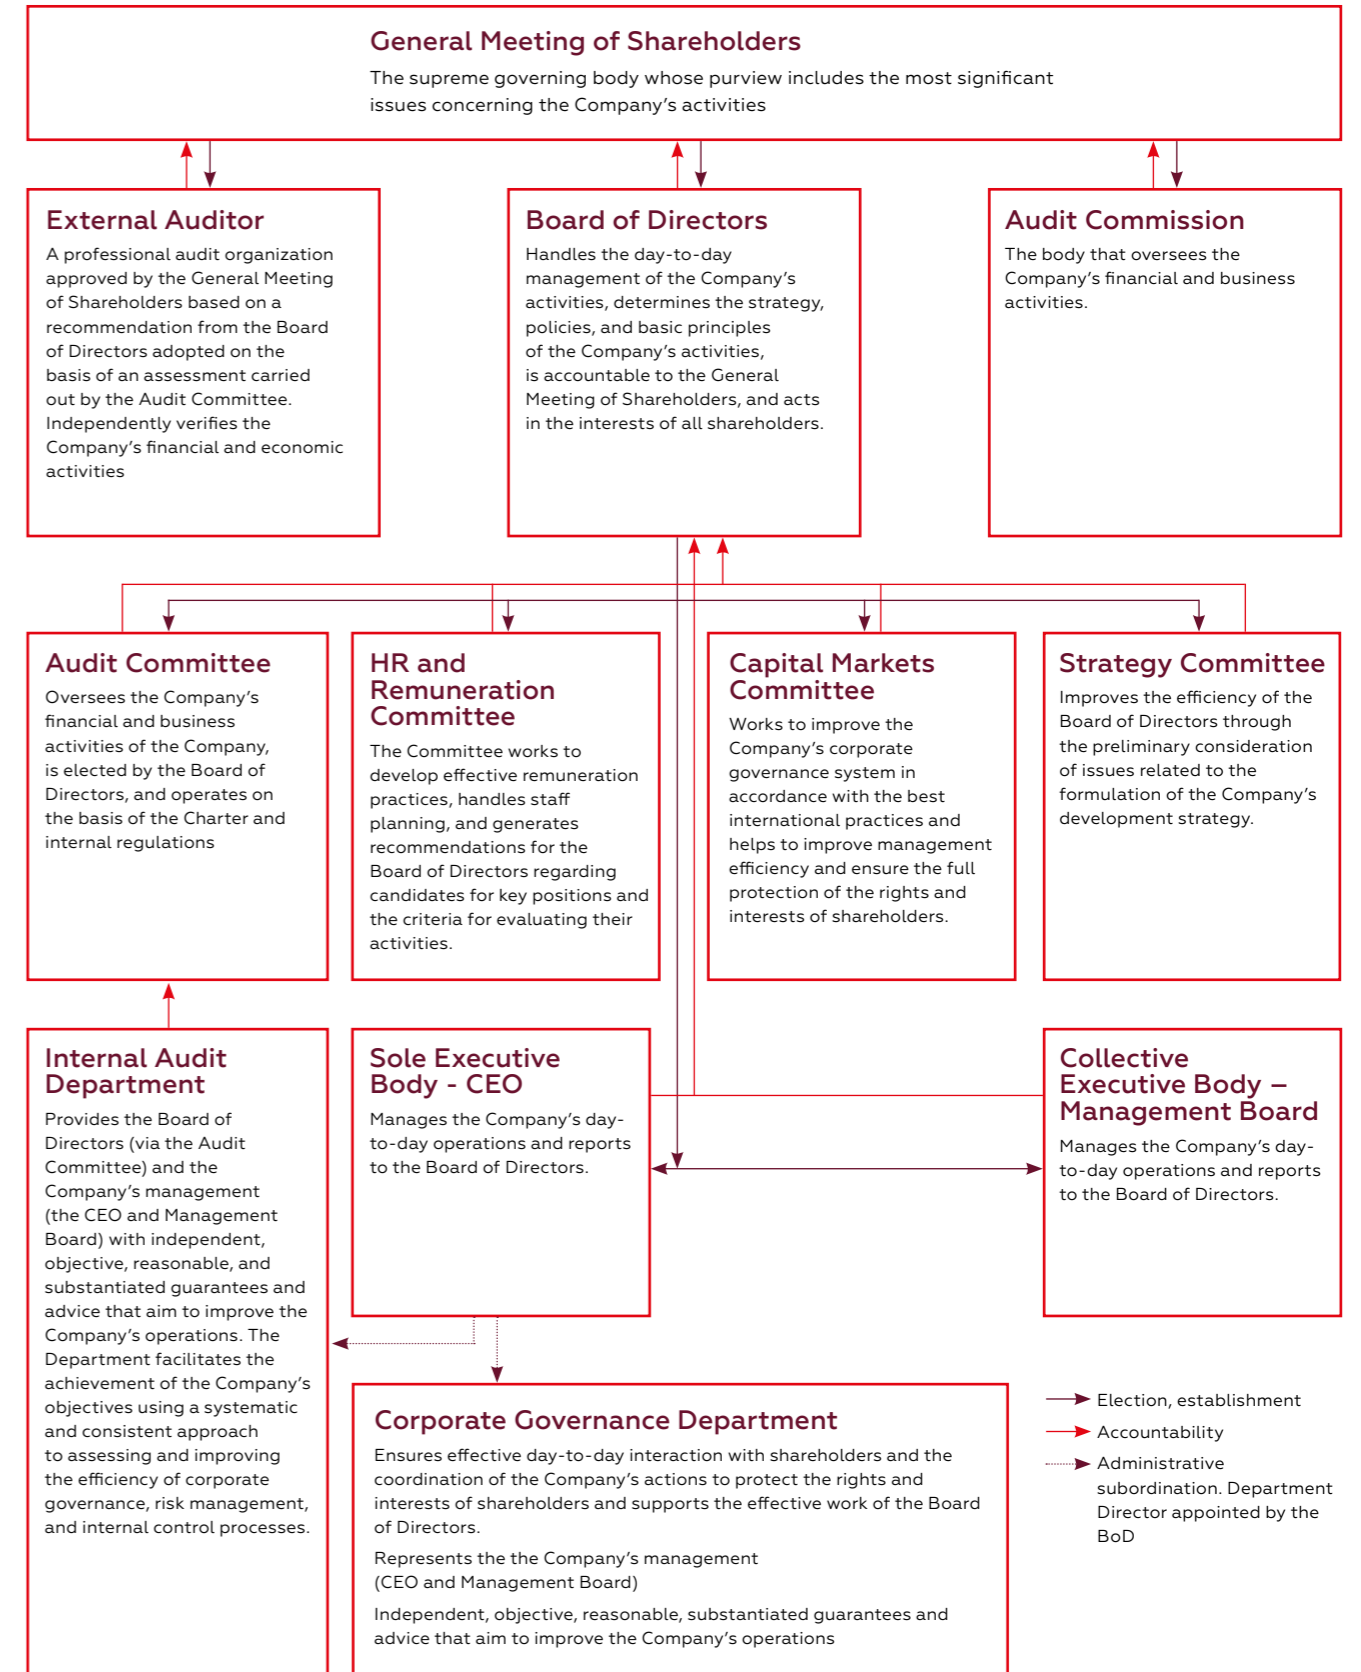 General Meeting of Shareholders
The supreme governing body whose purview includes the most significant
issues concerning the Company's activities
External Auditor
A professional audit organization
approved by the General Meeting
of Shareholders based on a
recommendation from the Board
of Directors adopted on the
basis of an assessment carried
out by the Audit Committee.
Independently verifies the
Company's financial and economic
activities
Board of Directors
Handles the day-to-day
management of the Company's
activities, determines the strategy,
policies, and basic principles
of the Company's activities,
is accountable to the General
Meeting of Shareholders, and acts
in the interests of all shareholders.
Audit Commission
The body that oversees the
Company's financial and business
activities.
Audit Committee
Oversees the Company's
financial and business
activities of the Company,
is elected by the Board of
Directors, and operates on
the basis of the Charter and
internal regulations
HR and
Remuneration
Committee
The Committee works to
develop effective remuneration
practices, handles staff
planning, and generates
recommendations for the
Board of Directors regarding
candidates for key positions and
the criteria for evaluating their
activities.
Capital Markets
Committee
Works to improve the
Company's corporate
governance system in
accordance with the best
international practices and
helps to improve management
efficiency and ensure the full
protection of the rights and
interests of shareholders.
Strategy Committee
Improves the efficiency of the
Board of Directors through
the preliminary consideration
of issues related to the
formulation of the Company's
development strategy.
Internal Audit
Department
Provides the Board of
Directors (via the Audit
Committee) and the
Company's management
(the CEO and Management
Board) with independent,
objective, reasonable, and
substantiated guarantees and
advice that aim to improve the
Company's operations. The
Department facilitates the
achievement of the Company's
objectives using a systematic
and consistent approach
to assessing and improving
the efficiency of corporate
governance, risk management,
and internal control processes.
Sole Executive
Body - CEO
Manages the Company's day-
to-day operations and reports
to the Board of Directors.
Collective
Executive Body –
Management Board
Manages the Company's day-
to-day operations and reports
to the Board of Directors.
Corporate Governance Department
Ensures effective day-to-day interaction with shareholders and the
coordination of the Company's actions to protect the rights and
interests of shareholders and supports the effective work of the Board
of Directors.
Represents the the Company's management
(CEO and Management Board)
Independent, objective, reasonable, substantiated guarantees and
advice that aim to improve the Company's operations
Election, establishment
Accountability
Administrative
subordination. Department
Director appointed by the
BoD